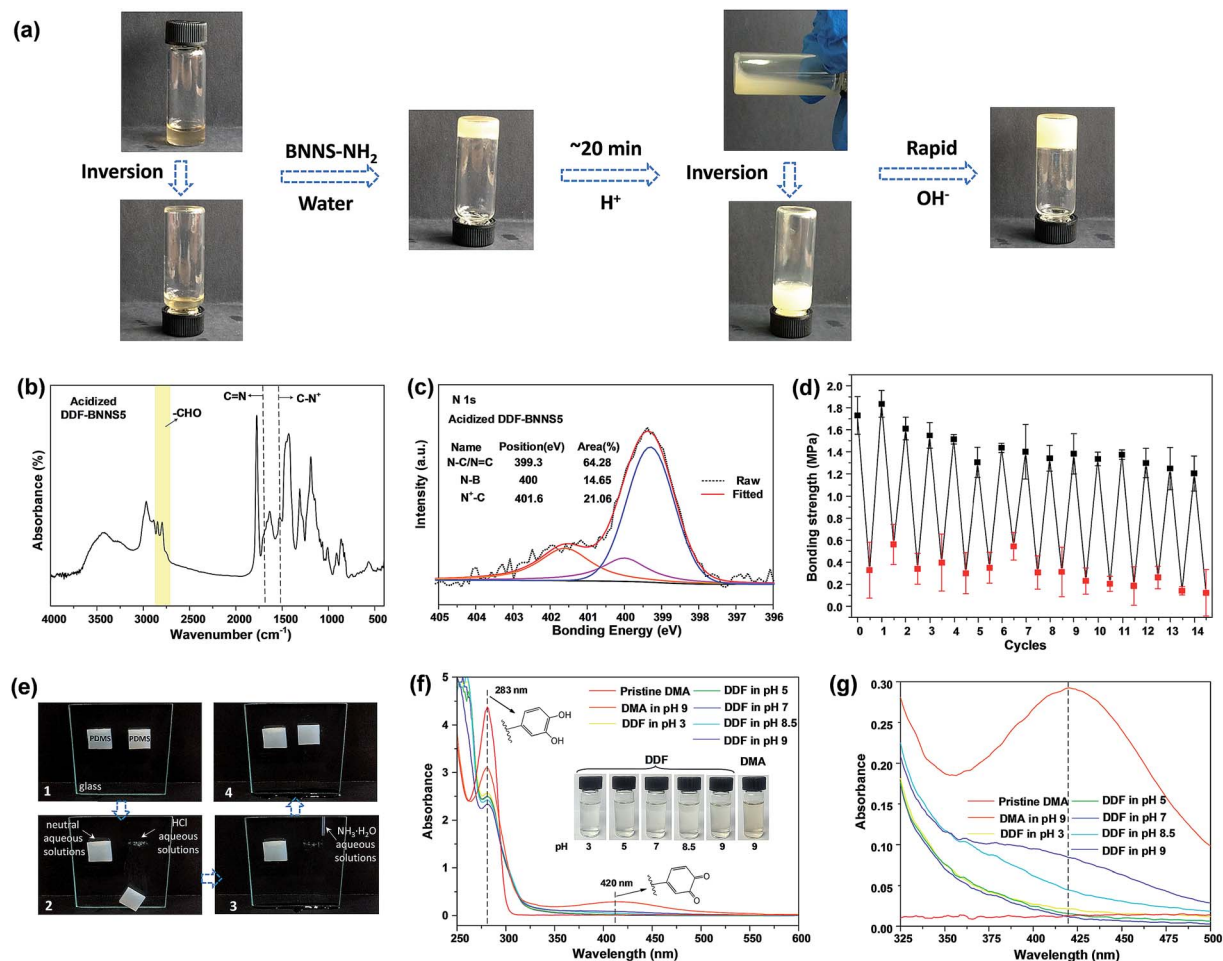 (a)
Inversion
BNNS-NH2
Water
~20 min
H+
Inversion
Rapid
OH-
(b)
Acidized
DDF-BNNS5
C=N
C-N+
-CHO
Absorbance (%)
4000 3500 3000 2500 2000 1500 1000 500
Wavenumber (cm-1)
(c)
N 1s
Acidized DDF-BNNS5
Name Position(eV) Area(%)
N-C/N=C 399.3 64.28
N-B 400 14.65
N+-C 401.6 21.06
Raw
Fitted
Intensity (a.u.)
405 404 403 402 401 400 399 398 397 396
Bonding Energy (eV)
(d)
Bonding strength (MPa)
2.0
1.8
1.6
1.4
1.2
1.0
0.8
0.6
0.4
0.2
0.0
0 1 2 3 4 5 6 7 8 9 10 11 12 13 14
Cycles
(e)
PDMS PDMS
glass
1
4
neutral
aqueous
solutions
HCl
aqueous
solutions
2
NH3·H2O
aqueous
solutions
3
(f)
283 nm
OH
OH
Pristine DMA
DMA in pH 9
DDF in pH 3
DDF in pH 5
DDF in pH 7
DDF in pH 8.5
DDF in pH 9
DDF DMA
pH 3 5 7 8.5 9 9
420 nm
O
O
Absorbance
5
4
3
2
1
0
250 300 350 400 450 500 550 600
Wavelength (nm)
(g)
Absorbance
0.30
0.25
0.20
0.15
0.10
0.05
0.00
Pristine DMA
DMA in pH 9
DDF in pH 3
DDF in pH 5
DDF in pH 7
DDF in pH 8.5
DDF in pH 9
325 350 375 400 425 450 475 500
Wavelength (nm)